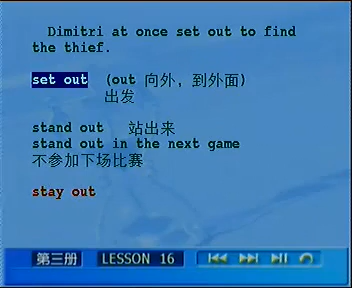 Dimitri at once set out to find
the thief.
set out (out 向外，到外面)
出发
stand out 站出来
stand out in the next game
不参加下场比赛
stay out
第三册 LESSON 16